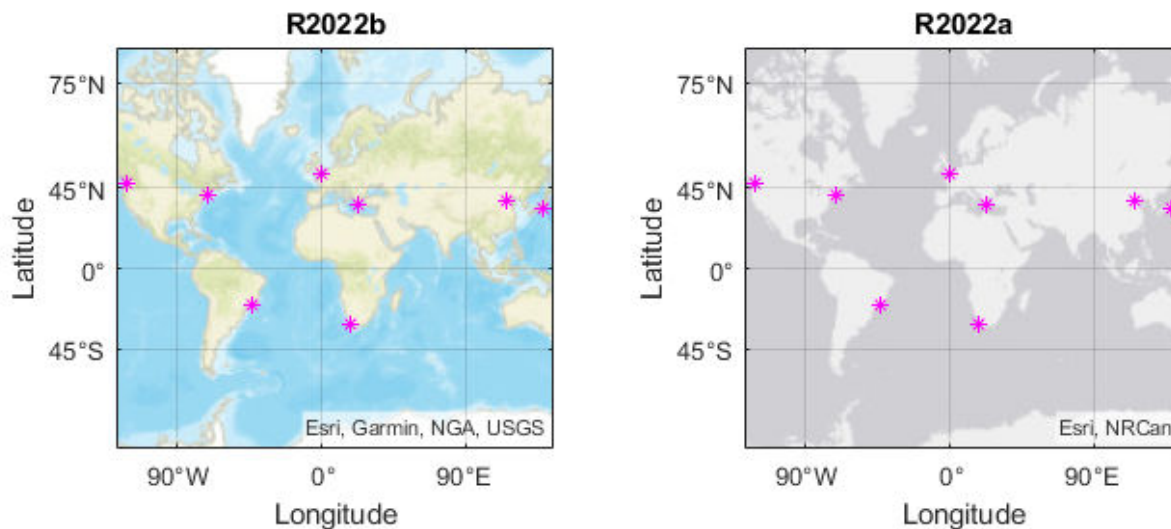 R2022b
75°N
45°N
0°
45°S
Latitude
Esri, Garmin, NGA, USGS
90°W 0° 90°E
Longitude
R2022a
75°N
45°N
0°
45°S
Latitude
Esri, NRCan
90°W 0° 90°E
Longitude